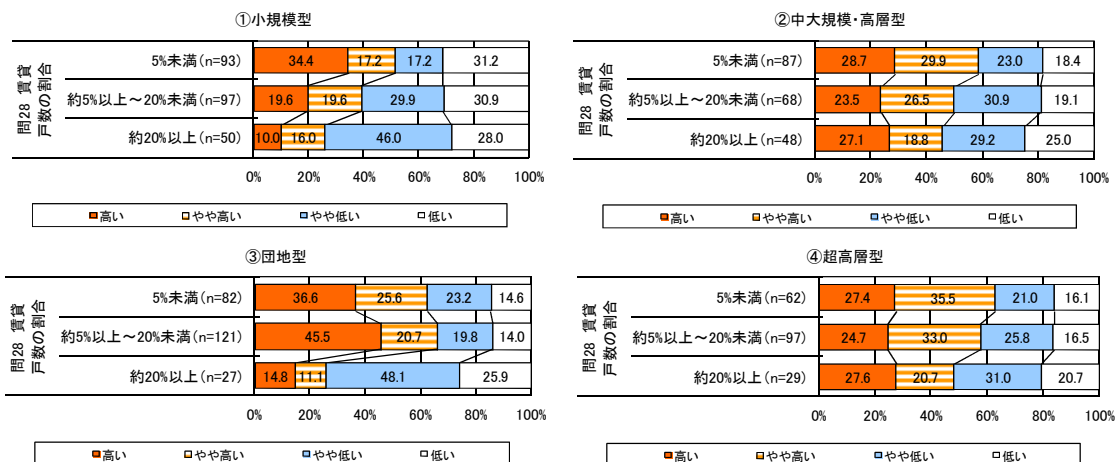 ①小規模型
問28 賃貸
戸数の割合
5%未満(n=93)
34.4 17.2 17.2 31.2
約5%以上～20%未満(n=97)
19.6 19.6 29.9 30.9
約20%以上(n=50)
10.0 16.0 46.0 28.0
0% 20% 40% 60% 80% 100%
高い やや高い やや低い 低い
②中大規模・高層型
問28 賃貸
戸数の割合
5%未満(n=87)
28.7 29.9 23.0 18.4
約5%以上～20%未満(n=68)
23.5 26.5 30.9 19.1
約20%以上(n=48)
27.1 18.8 29.2 25.0
0% 20% 40% 60% 80% 100%
高い やや高い やや低い 低い
③団地型
問28 賃貸
戸数の割合
5%未満(n=82)
36.6 25.6 23.2 14.6
約5%以上～20%未満(n=121)
45.5 20.7 19.8 14.0
約20%以上(n=27)
14.8 11.1 48.1 25.9
0% 20% 40% 60% 80% 100%
高い やや高い やや低い 低い
④超高層型
問28 賃貸
戸数の割合
5%未満(n=62)
27.4 35.5 21.0 16.1
約5%以上～20%未満(n=97)
24.7 33.0 25.8 16.5
約20%以上(n=29)
27.6 20.7 31.0 20.7
0% 20% 40% 60% 80% 100%
高い やや高い やや低い 低い